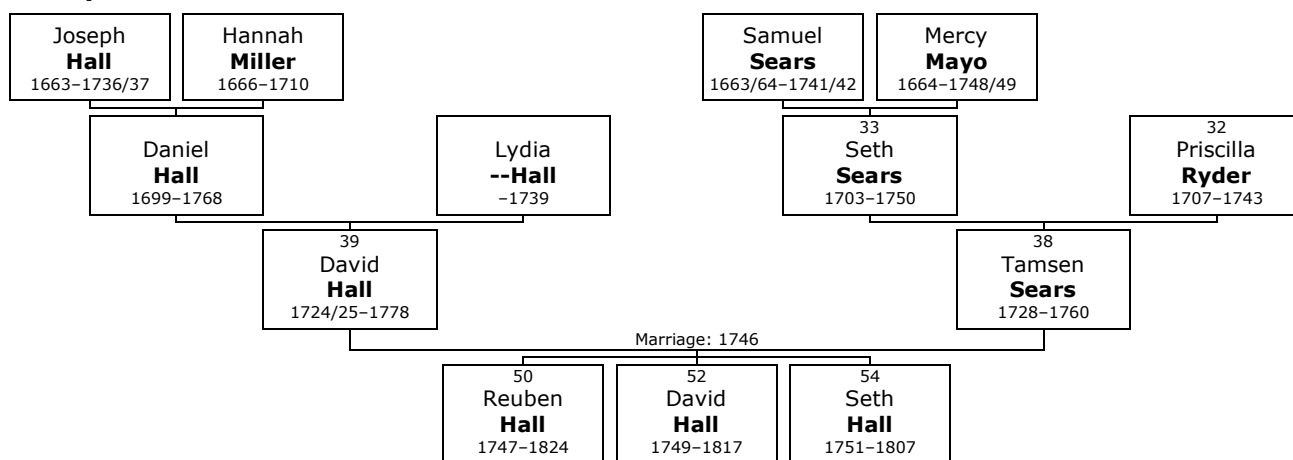 Joseph
Hall
1663–1736/37
Hannah
Miller
1666–1710
Samuel
Sears
1663/64–1741/42
Mercy
Mayo
1664–1748/49
Daniel
Hall
1699–1768
Lydia
--Hall
–1739
33
Seth
Sears
1703–1750
32
Priscilla
Ryder
1707–1743
39
David
Hall
1724/25–1778
38
Tamsen
Sears
1728–1760
Marriage: 1746
50
Reuben
Hall
1747–1824
52
David
Hall
1749–1817
54
Seth
Hall
1751–1807